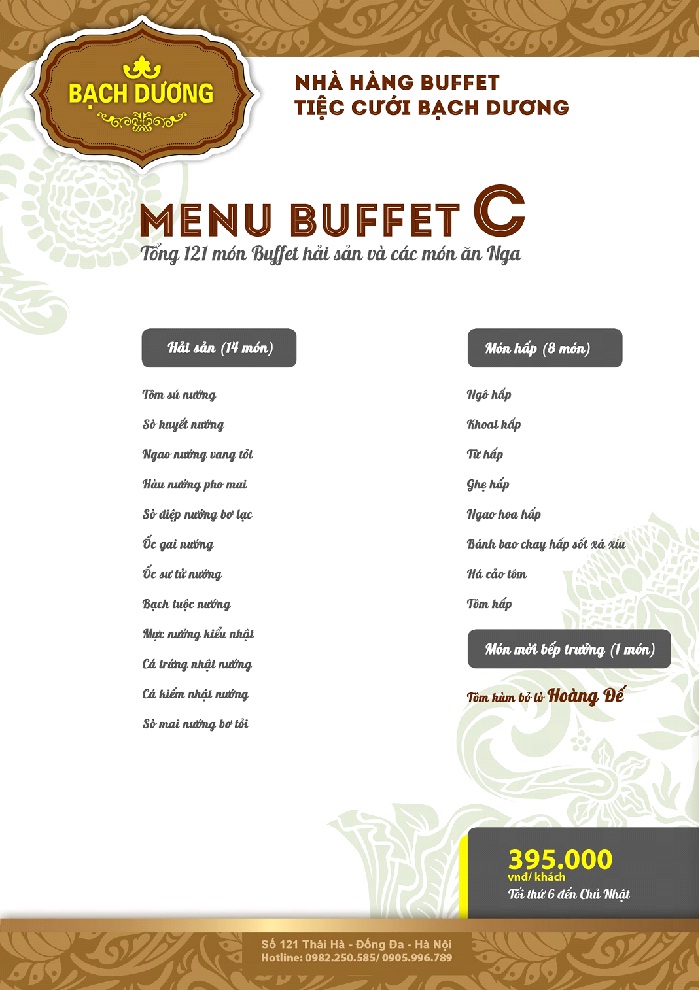 BẠCH DƯƠNG
NHÀ HÀNG BUFFET
TIỆC CƯỚI BẠCH DƯƠNG
MENU BUFFET C
Tổng 121 món Buffet hải sản và các món ăn Nga
Hải sản (14 món)
Tôm sú nướng
Sò huyết nướng
Ngao nướng vang tỏi
Hàu nướng pho mai
Sò điệp nướng bơ lạc
Ốc gai nướng
Ốc sư tử nướng
Bạch tuộc nướng
Mực nướng kiểu nhật
Cá trứng nhật nướng
Cá kiếm nhật nướng
Sò mai nướng bơ tỏi
Món hấp (8 món)
Ngô hấp
Khoai hấp
Từ hấp
Ghẹ hấp
Ngao hoa hấp
Bánh bao chay hấp sốt xá xíu
Há cảo tôm
Tôm hấp
Món mời bếp trưởng (1 món)
Tôm hùm bỏ lò Hoàng Đế
395.000
vnd/ khách
Tối thứ 6 đến Chủ Nhật
Số 121 Thái Hà - Đống Đa - Hà Nội
Hotline: 0982.250.585/ 0905.996.789